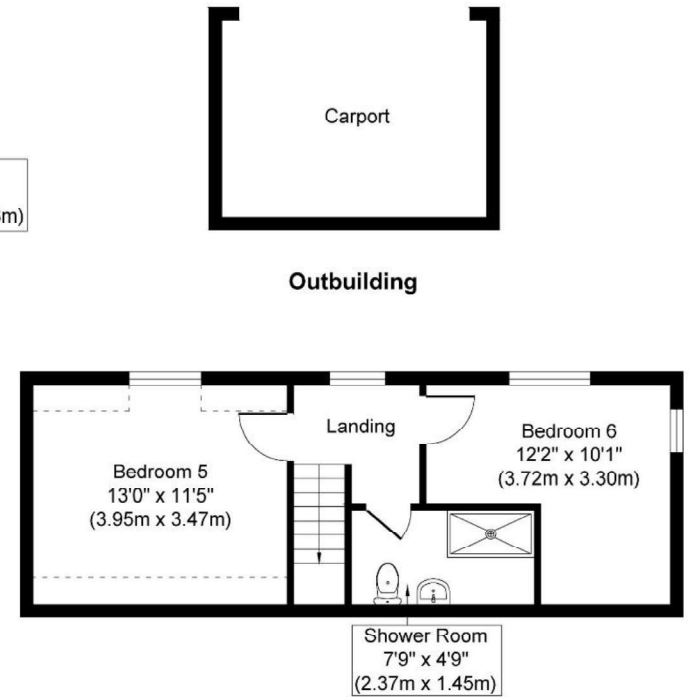 Carport
m)
Outbuilding
Landing
Bedroom 5
13'0" x 11'5"
(3.95m x 3.47m)
Bedroom 6
12'2" x 10'1"
(3.72m x 3.30m)
Shower Room
7'9" x 4'9"
(2.37m x 1.45m)